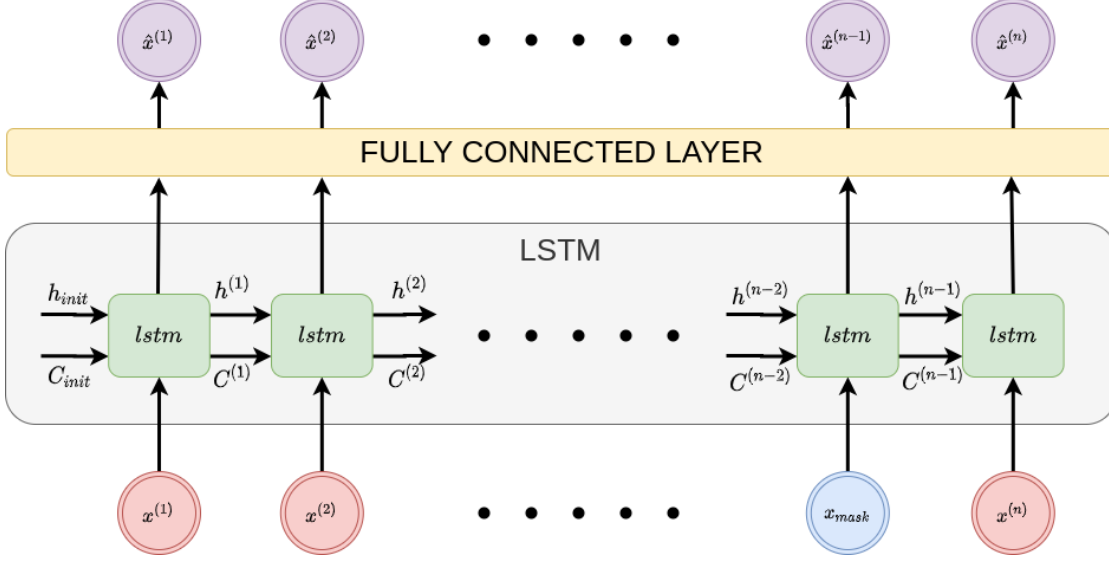 x̂⁽¹⁾ x̂⁽²⁾ x̂⁽ⁿ⁻¹⁾ x̂⁽ⁿ⁾
FULLY CONNECTED LAYER
LSTM
h_init h⁽¹⁾ h⁽²⁾ h⁽ⁿ⁻²⁾ h⁽ⁿ⁻¹⁾
lstm lstm lstm lstm
C_init C⁽¹⁾ C⁽²⁾ C⁽ⁿ⁻²⁾ C⁽ⁿ⁻¹⁾
x⁽¹⁾ x⁽²⁾ x_mask x⁽ⁿ⁾